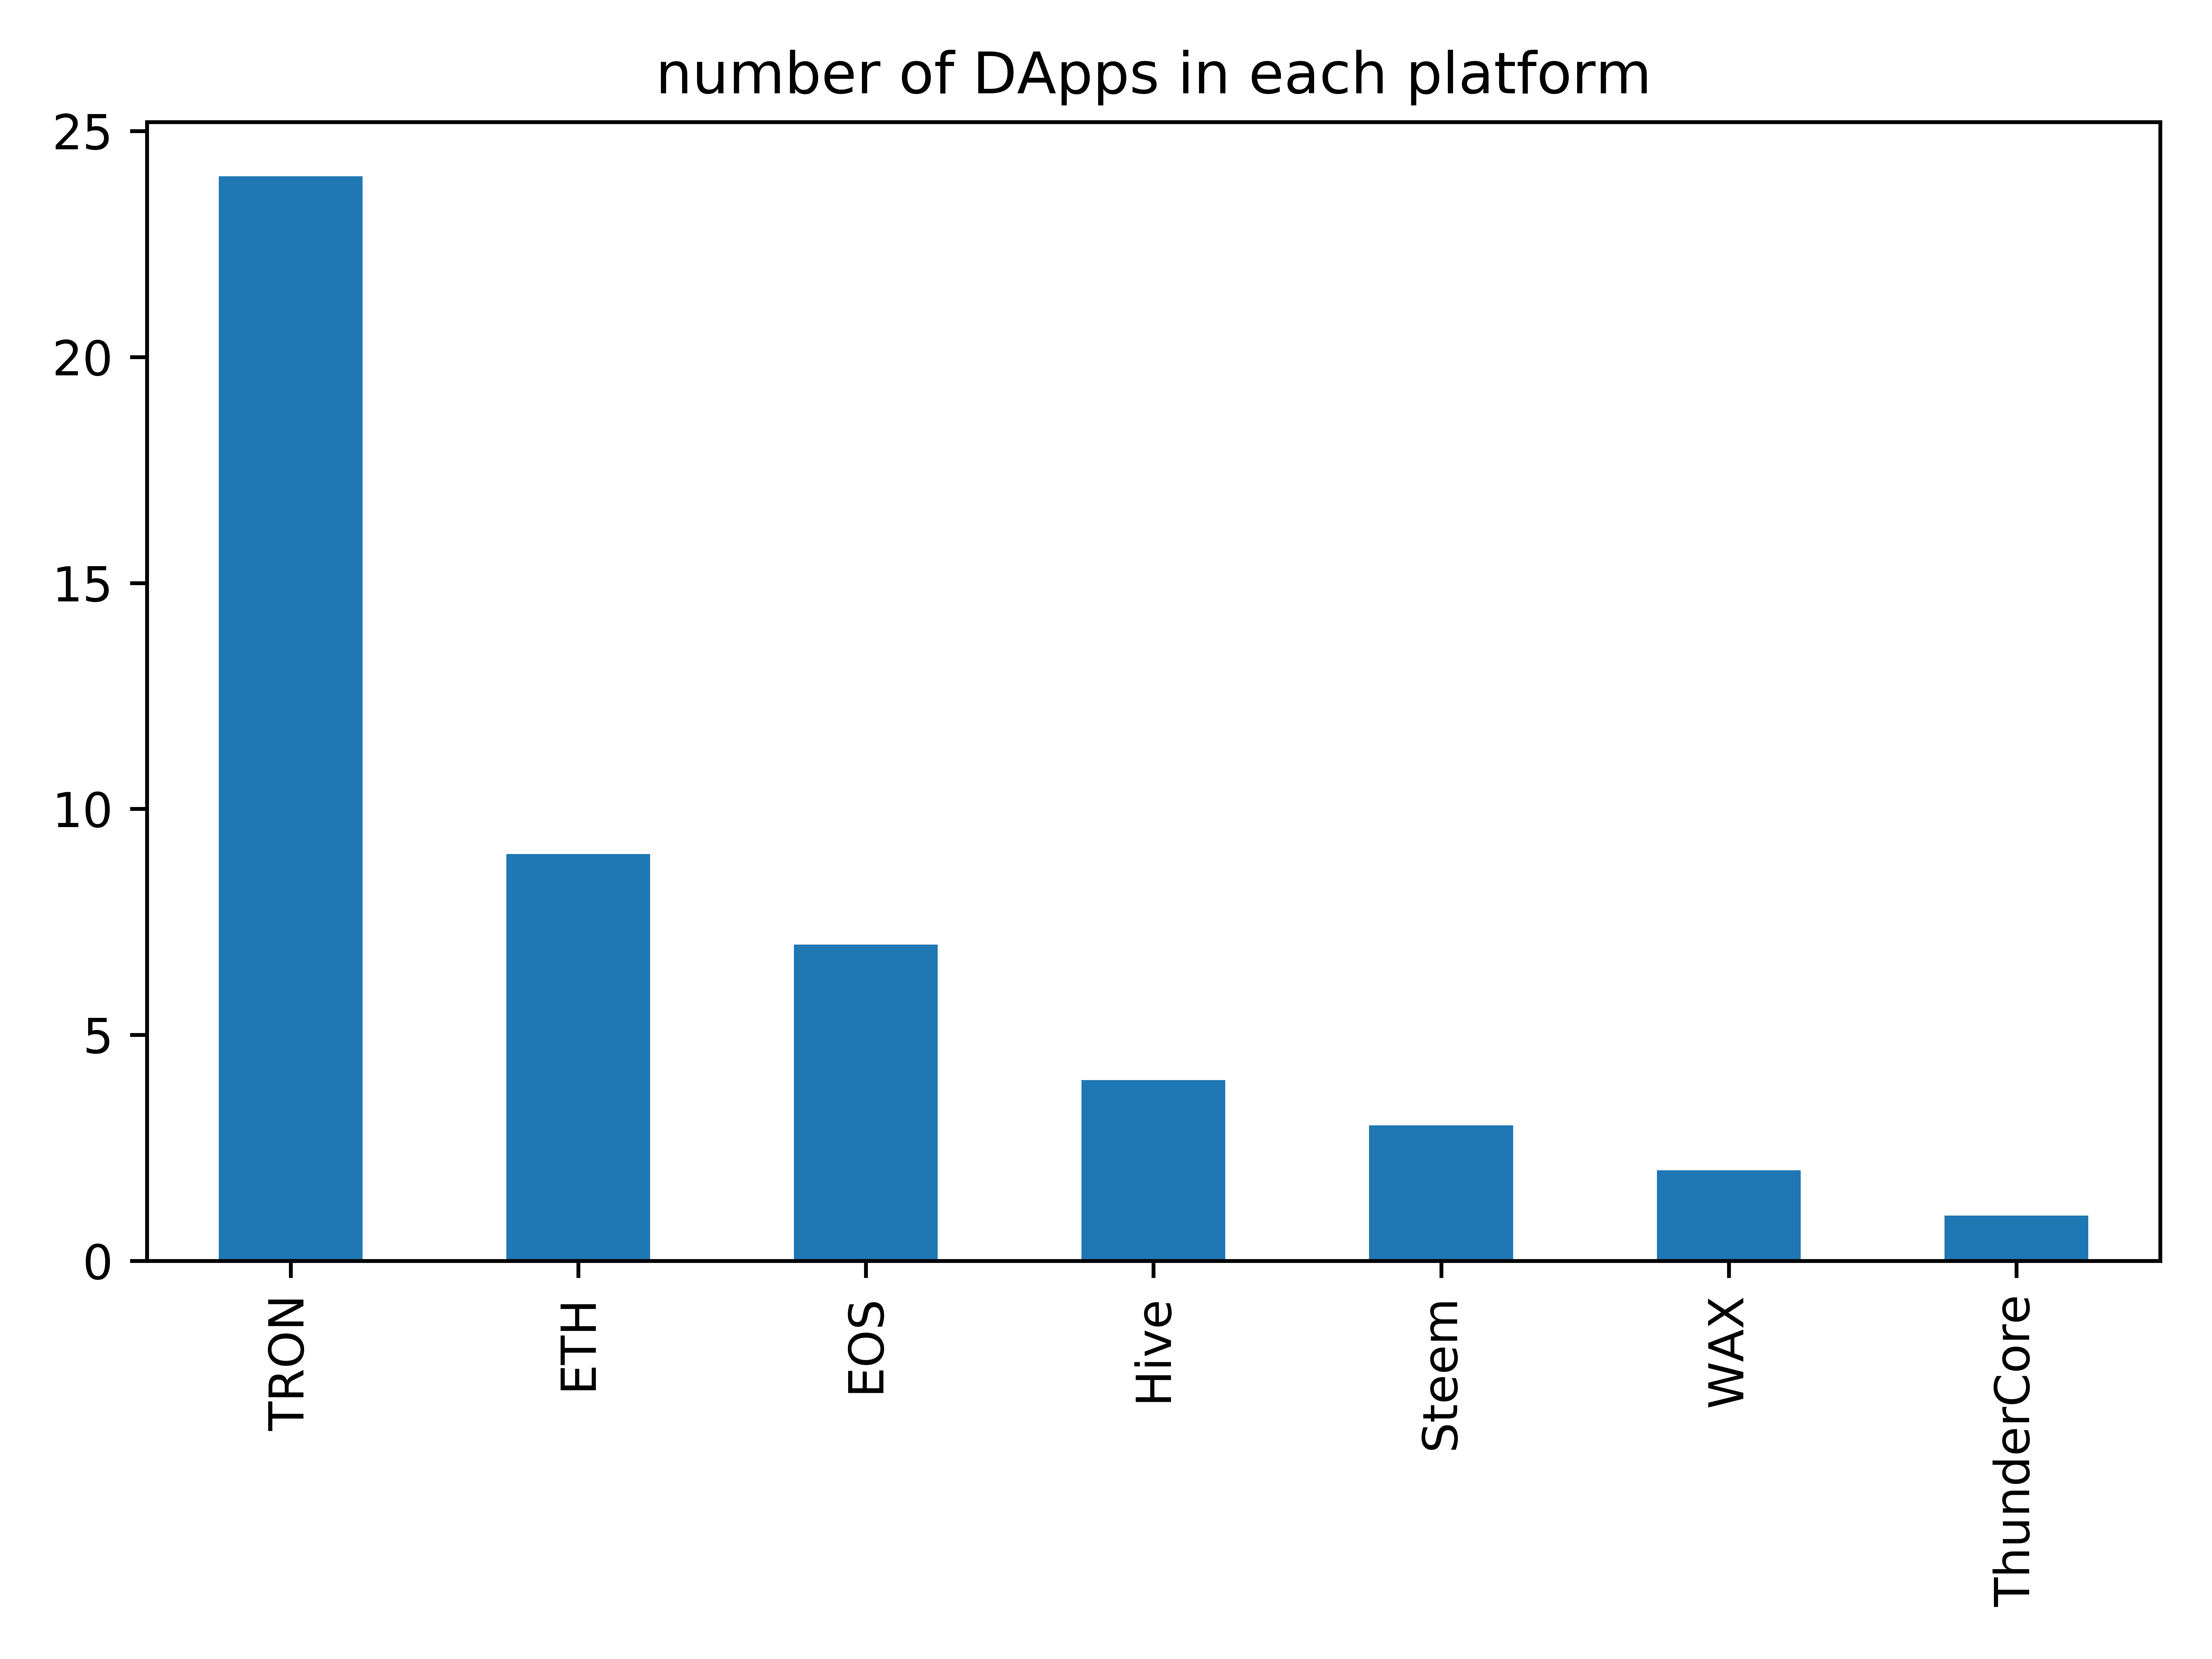 number of DApps in each platform
25
20
15
10
5
0
TRON
ETH
EOS
Hive
Steem
WAX
ThunderCore